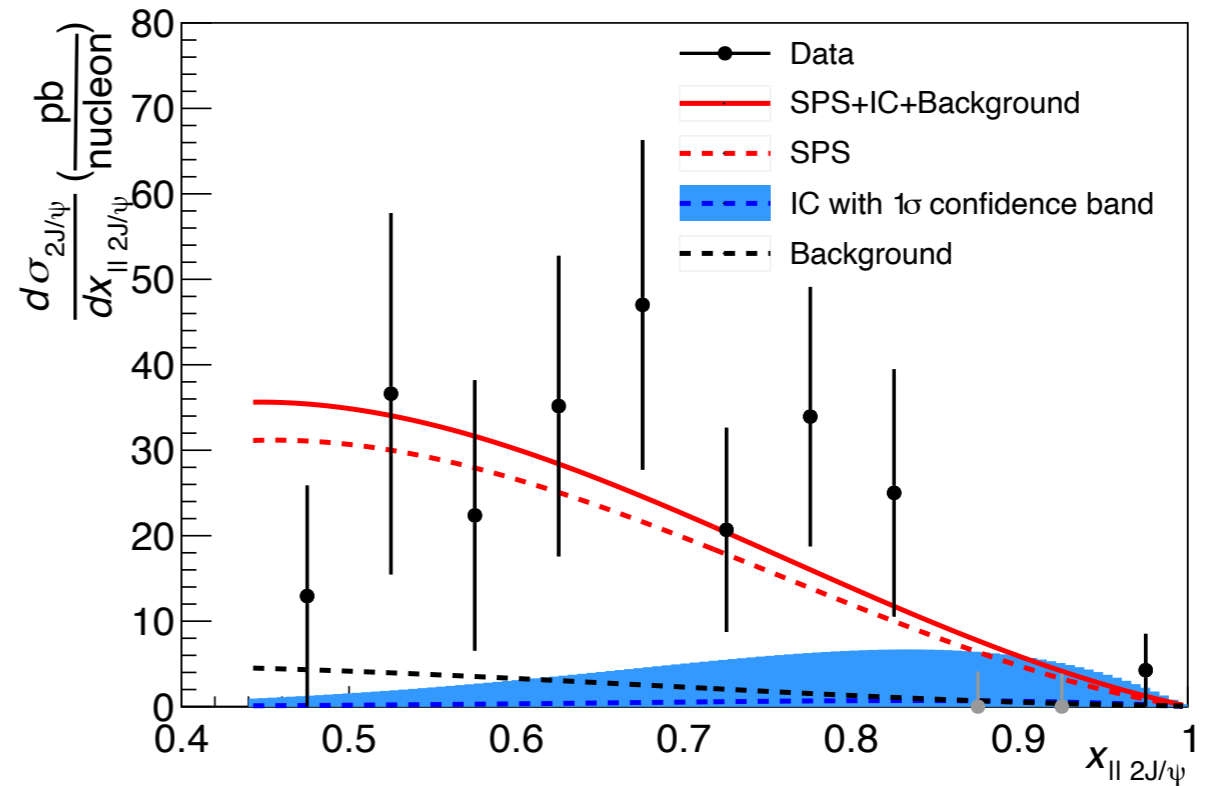 dσ2J/ψ / dx|| 2J/ψ (pb / nucleon)
80
70
60
50
40
30
20
10
0
Data
SPS+IC+Background
SPS
IC with 1σ confidence band
Background
0.4 0.5 0.6 0.7 0.8 0.9 1
x|| 2J/ψ